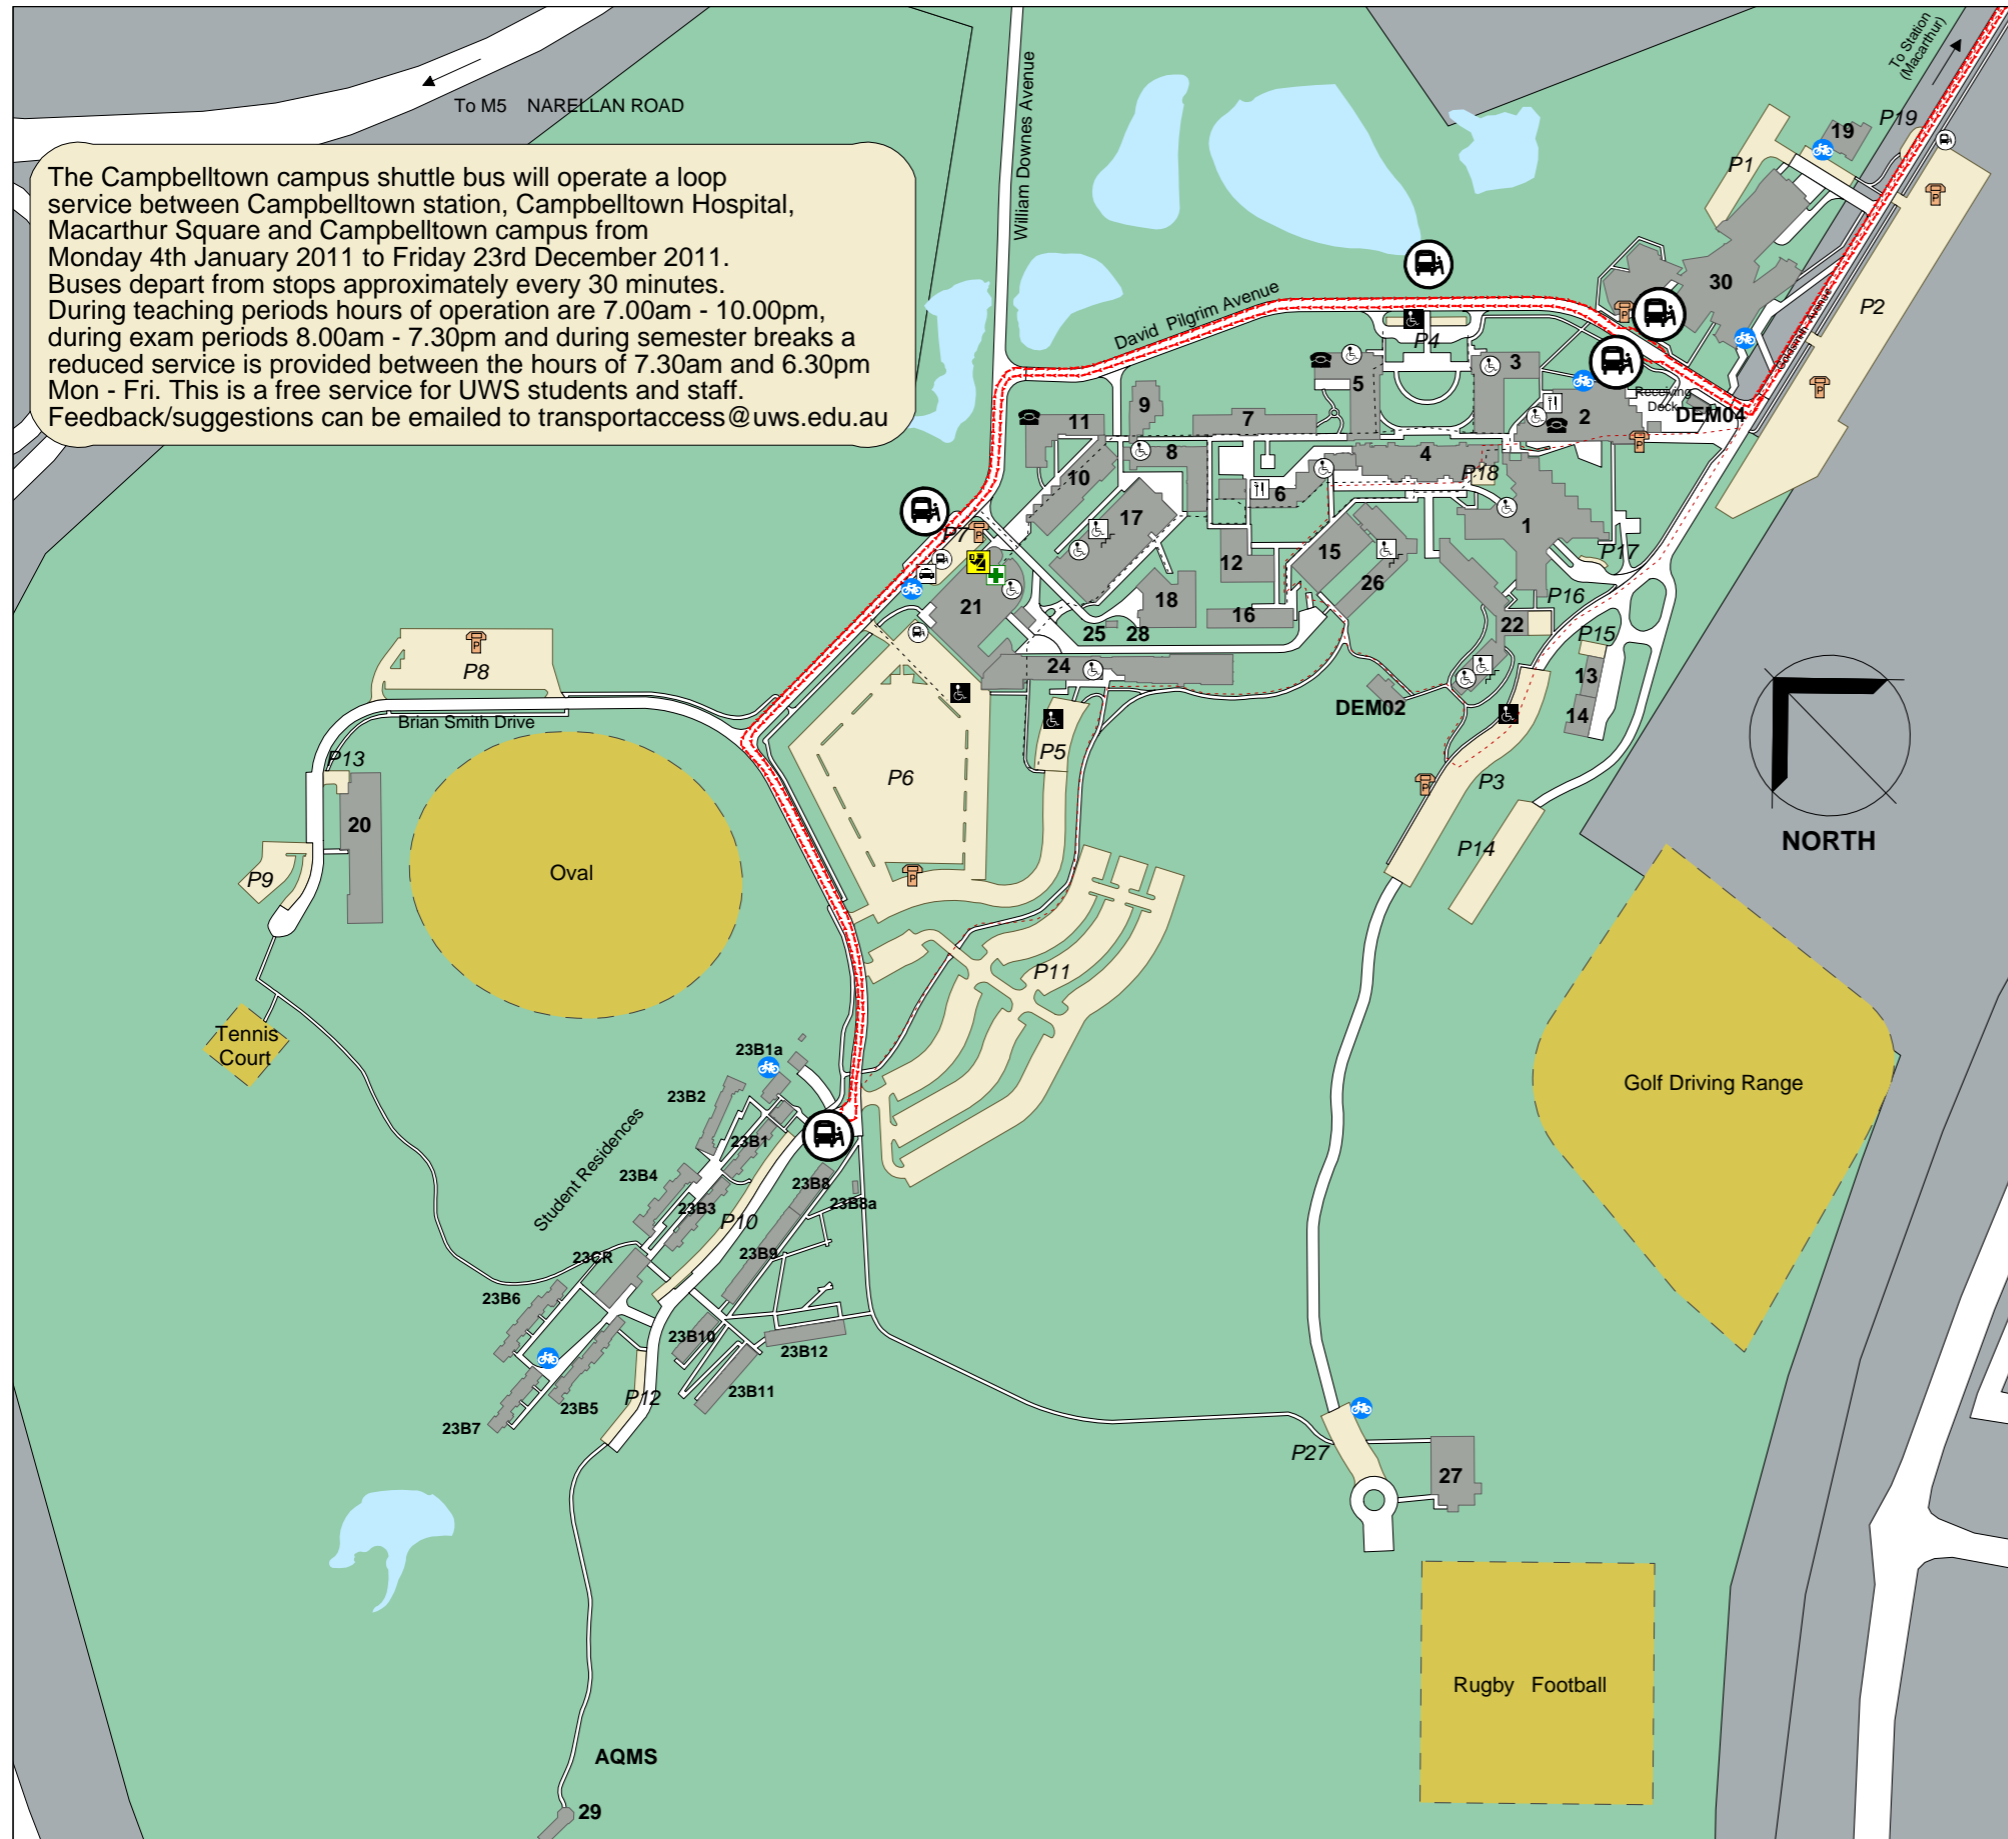 To M5 NARELLAN ROAD
The Campbelltown campus shuttle bus will operate a loop
service between Campbelltown station, Campbelltown Hospital,
Macarthur Square and Campbelltown campus from
Monday 4th January 2011 to Friday 23rd December 2011.
Buses depart from stops approximately every 30 minutes.
During teaching periods hours of operation are 7.00am - 10.00pm,
during exam periods 8.00am - 7.30pm and during semester breaks a
reduced service is provided between the hours of 7.30am and 6.30pm
Mon - Fri. This is a free service for UWS students and staff.
Feedback/suggestions can be emailed to transportaccess@uws.edu.au
William Downes Avenue
David Pilgrim Avenue
To Station
(Macarthur)
P19
19
P1
P
30
P2
P
Goldsmith Avenue
P
P4
3
5
9
11
7
2
Receiving
Dock
DEM04
P
8
4
10
6
P18
17
1
P7
P
15
P17
12
26
21
18
P16
16
22
25
28
P15
24
13
P8
P
DEM02
14
Brian Smith Drive
P13
P5
P6
P3
P
20
NORTH
P14
P9
Oval
P
P11
Tennis
Court
23B1a
Golf Driving Range
23B2
Student Residences
23B1
23B4
23B8
23B8a
23B3
P10
23B9
23CR
23B6
23B10
23B12
23B11
P12
23B5
23B7
P27
27
Rugby Football
AQMS
29